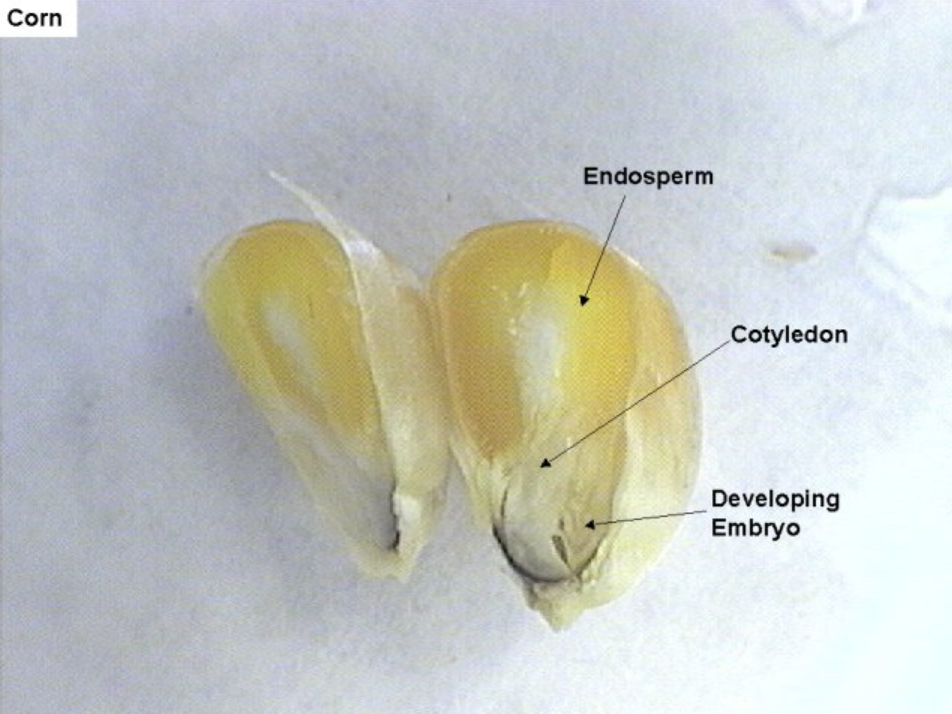 Corn
Endosperm
Cotyledon
Developing
Embryo